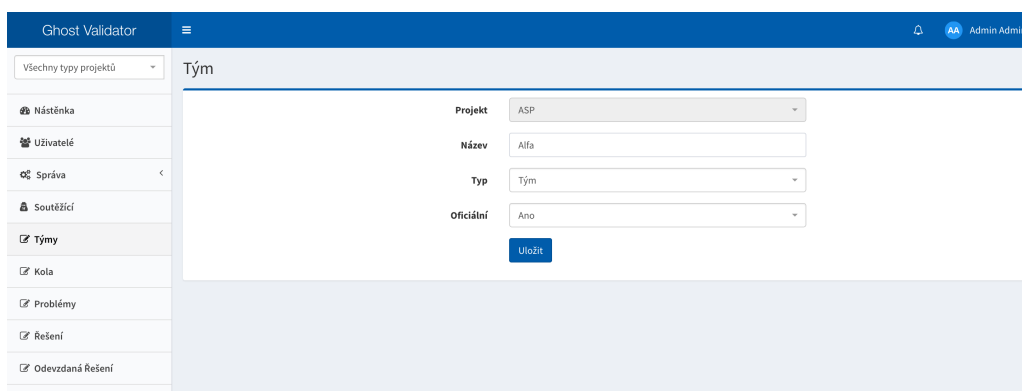 Ghost Validator
AA Admin Admi
Všechny typy projektů
Tým
Nástěnka
Uživatelé
Správa
Soutěžící
Týmy
Kola
Problémy
Řešení
Odevzdaná Řešení
Projekt ASP
Název Alfa
Typ Tým
Oficiální Ano
Uložit